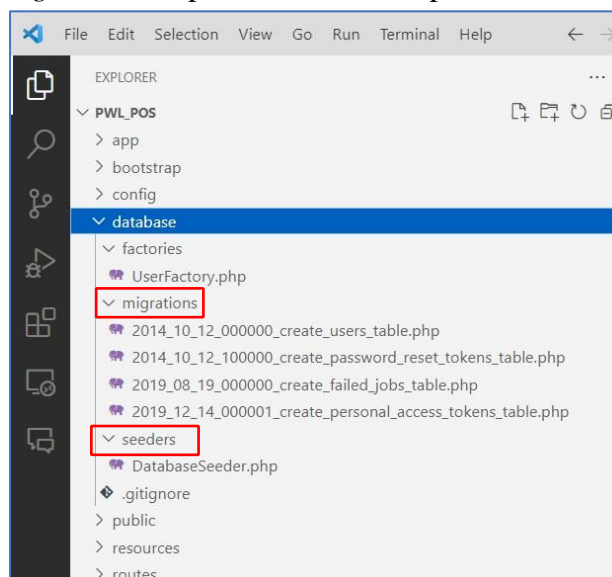 File Edit Selection View Go Run Terminal Help
EXPLORER
PWL_POS
app
bootstrap
config
database
factories
UserFactory.php
migrations
2014_10_12_000000_create_users_table.php
2014_10_12_100000_create_password_reset_tokens_table.php
2019_08_19_000000_create_failed_jobs_table.php
2019_12_14_000001_create_personal_access_tokens_table.php
seeders
DatabaseSeeder.php
.gitignore
public
resources
routes